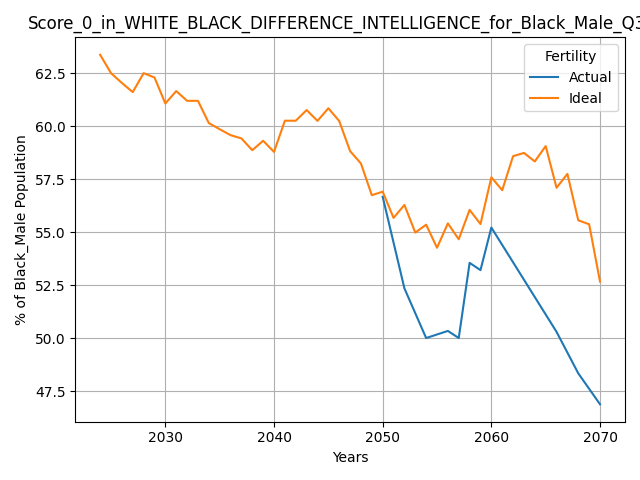 Score_0_in_WHITE_BLACK_DIFFERENCE_INTELLIGENCE_for_Black_Male_Q3
Fertility
Actual
Ideal
62.5
60.0
57.5
55.0
52.5
50.0
47.5
% of Black_Male Population
2030
2040
2050
2060
2070
Years